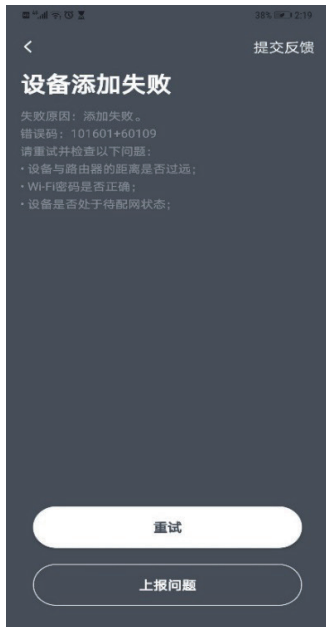 38% 2:19
提交反馈
设备添加失败
失败原因：添加失败。
错误码：101601+60109
请重试并检查以下问题：
·设备与路由器的距离是否过远；
·Wi-Fi密码是否正确；
·设备是否处于待配网状态；
重试
上报问题